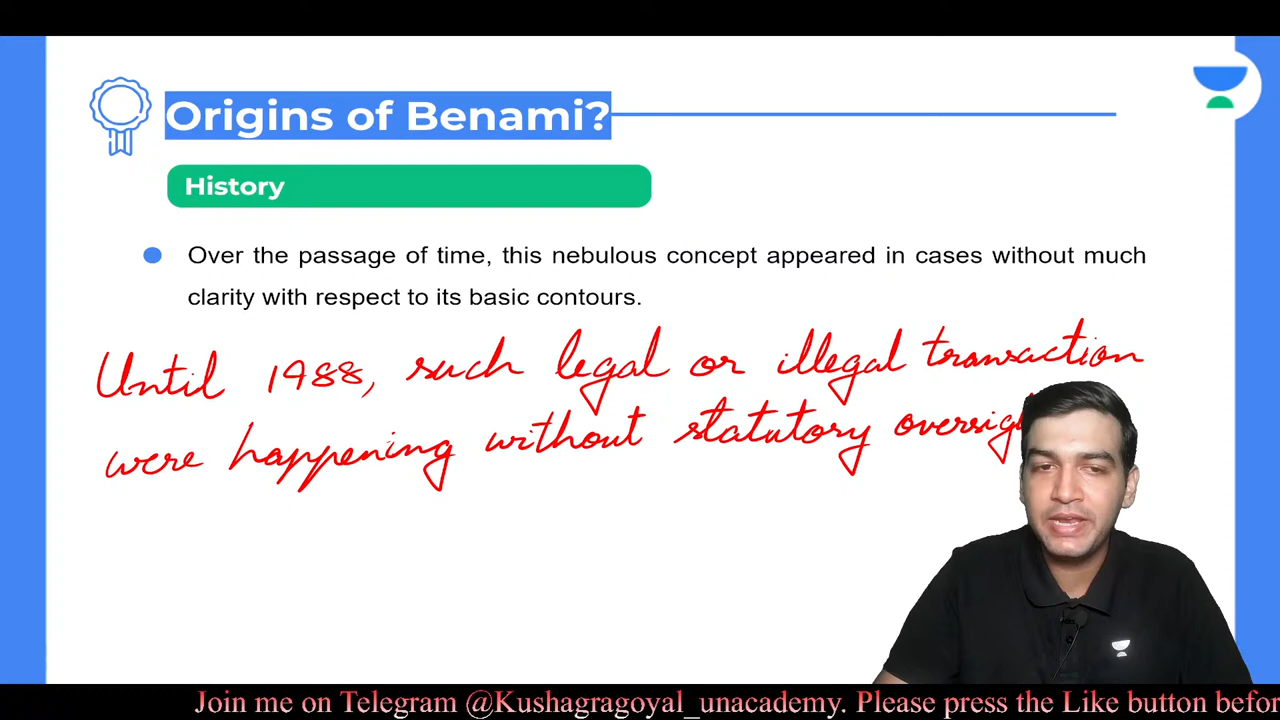 Origins of Benami?
History
Over the passage of time, this nebulous concept appeared in cases without much
clarity with respect to its basic contours.
Until 1988, such legal or illegal transaction
were happening without statutory
Join me on Telegram @Kushagragoyal_unacademy. Please press the Like button